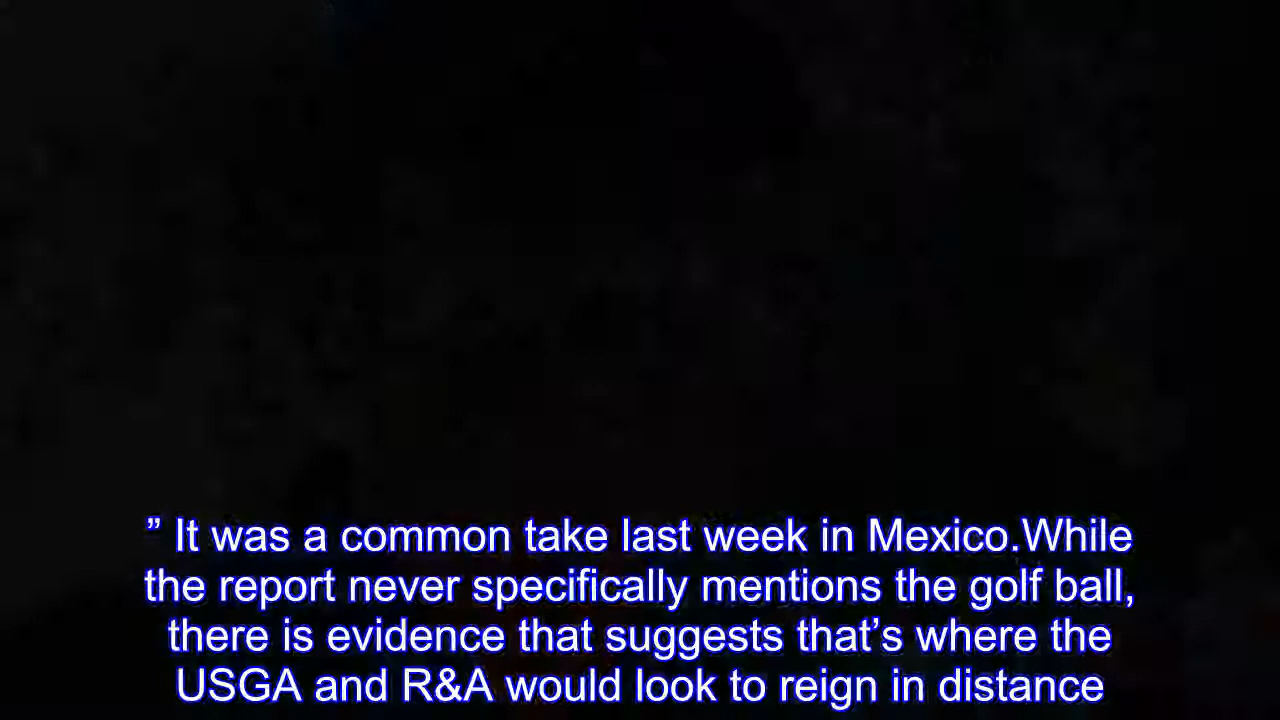 ” It was a common take last week in Mexico.While
the report never specifically mentions the golf ball,
there is evidence that suggests that’s where the
USGA and R&A would look to reign in distance